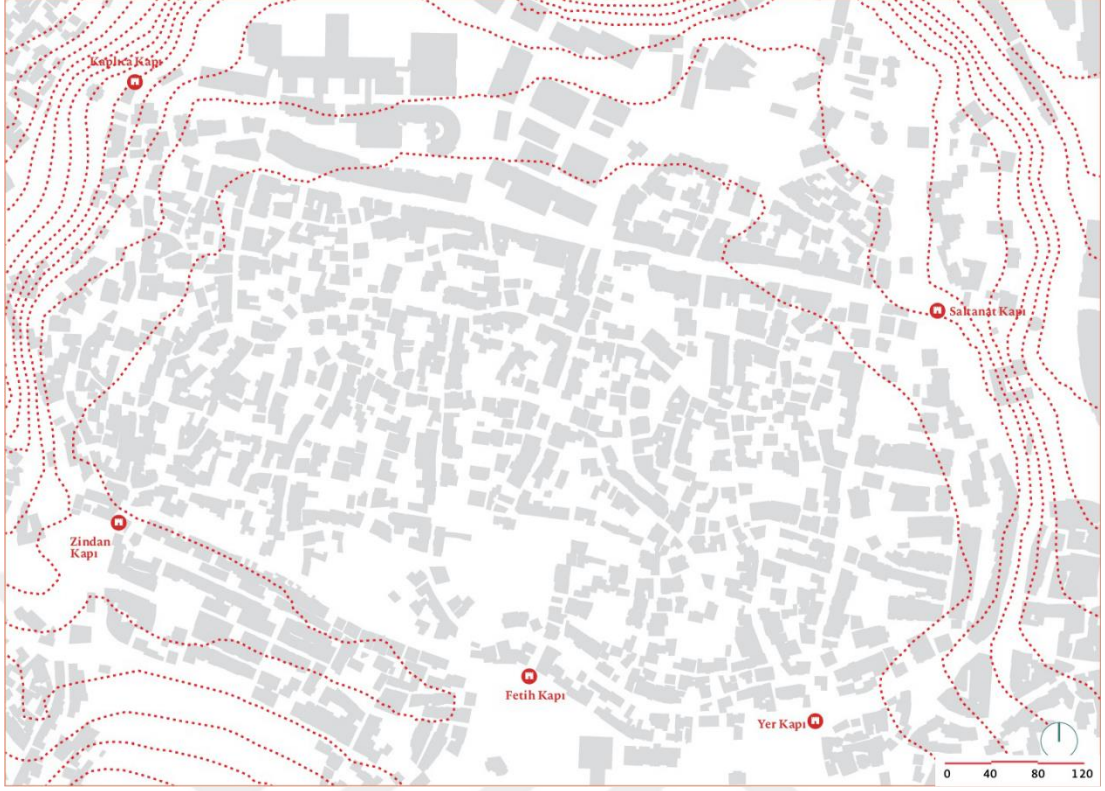 Kaplıca Kapı
Saltanat Kapı
Zindan
Kapı
Fetih Kapı
Yer Kapı
0 40 80 120